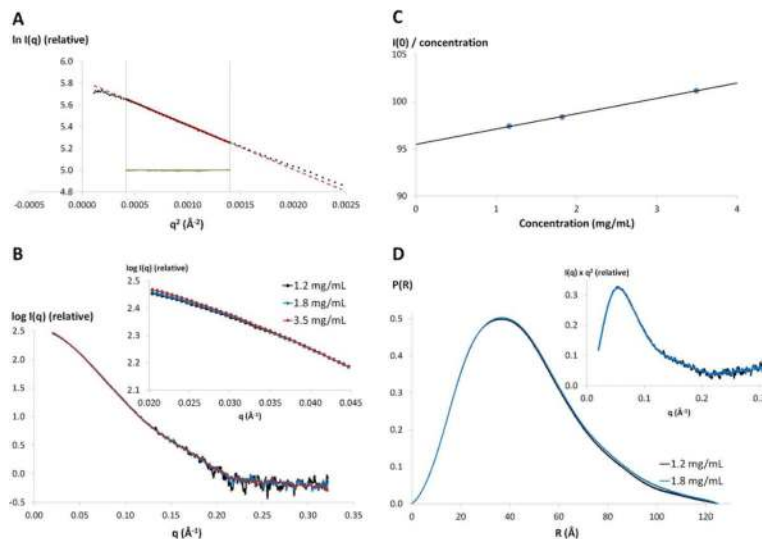 A
ln I(q) (relative)
6.0
5.8
5.6
5.4
5.2
5.0
4.8
-0.0005 0.0000 0.0005 0.0010 0.0015 0.0020 0.0025
q² (Å⁻²)
C
I(0) / concentration
105
100
95
90
0 1 2 3 4
Concentration (mg/mL)
B
log I(q) (relative)
2.5
2.0
1.5
1.0
0.5
0.0
-0.5
0.00 0.05 0.10 0.15 0.20 0.25 0.30 0.35
q (Å⁻¹)
log I(q) (relative)
2.5
2.4
2.3
2.2
2.1
0.020 0.025 0.030 0.035 0.040 0.045
q (Å⁻¹)
1.2 mg/mL
1.8 mg/mL
3.5 mg/mL
D
P(R)
0.5
0.4
0.3
0.2
0.1
0.0
0 20 40 60 80 100 120
R (Å)
1.2 mg/mL
1.8 mg/mL
I(q) x q² (relative)
0.3
0.2
0.1
0.0
0.0 0.1 0.2 0.3
q (Å⁻¹)